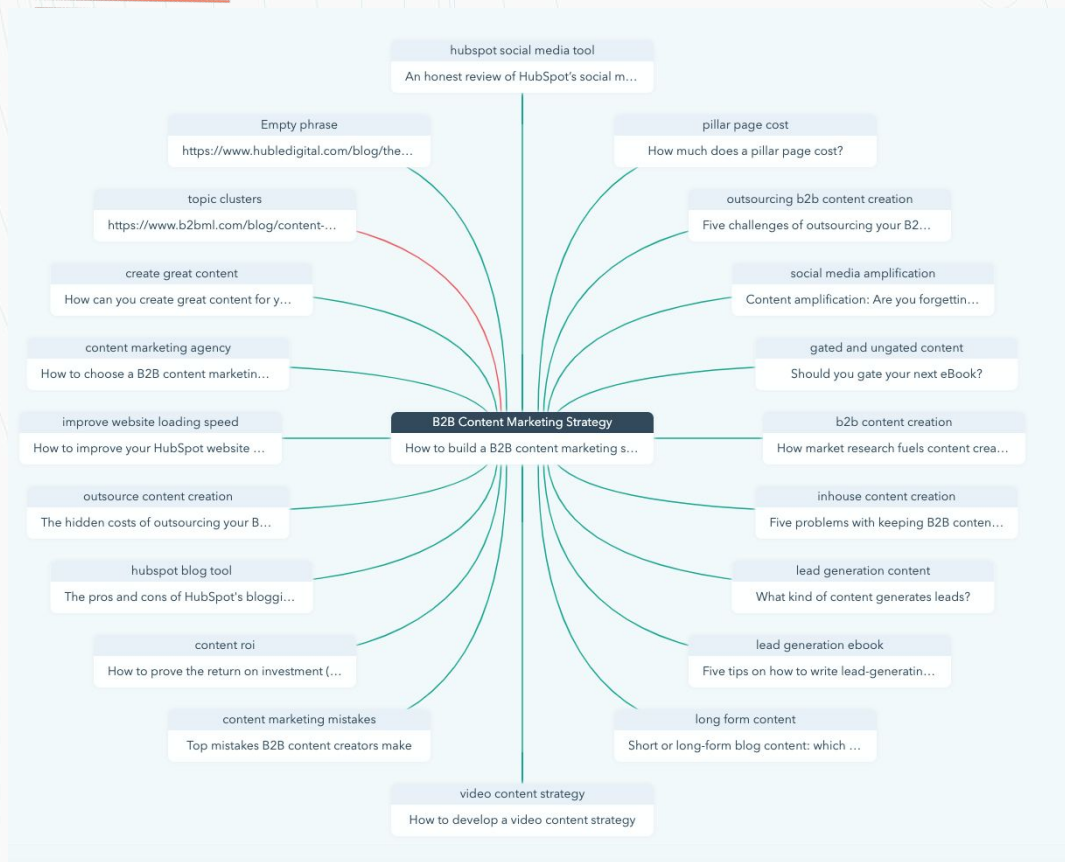 hubspot social media tool
An honest review of HubSpot's social m...
Empty phrase
https://www.hubledigital.com/blog/the...
pillar page cost
How much does a pillar page cost?
topic clusters
https://www.b2bml.com/blog/content-...
outsourcing b2b content creation
Five challenges of outsourcing your B2...
create great content
How can you create great content for y...
social media amplification
Content amplification: Are you forgettin...
content marketing agency
How to choose a B2B content marketin...
gated and ungated content
Should you gate your next eBook?
improve website loading speed
How to improve your HubSpot website ...
B2B Content Marketing Strategy
How to build a B2B content marketing s...
b2b content creation
How market research fuels content crea...
outsource content creation
The hidden costs of outsourcing your B...
inhouse content creation
Five problems with keeping B2B conten...
hubspot blog tool
The pros and cons of HubSpot's bloggi...
lead generation content
What kind of content generates leads?
content roi
How to prove the return on investment (...
lead generation ebook
Five tips on how to write lead-generatin...
content marketing mistakes
Top mistakes B2B content creators make
long form content
Short or long-form blog content: which ...
video content strategy
How to develop a video content strategy